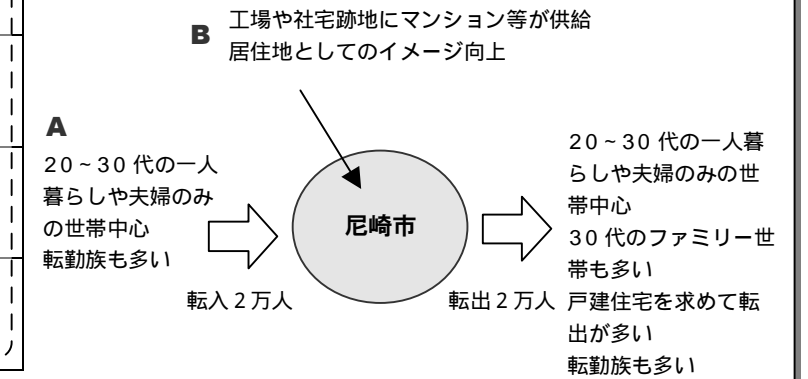 B
工場や社宅跡地にマンション等が供給
居住地としてのイメージ向上
A
20~30代の一人
暮らしや夫婦のみ
の世帯中心
転勤族も多い
転入2万人
尼崎市
転出2万人
20~30代の一人暮
らしや夫婦のみの世
帯中心
30代のファミリー世
帯も多い
戸建住宅を求めて転
出が多い
転勤族も多い